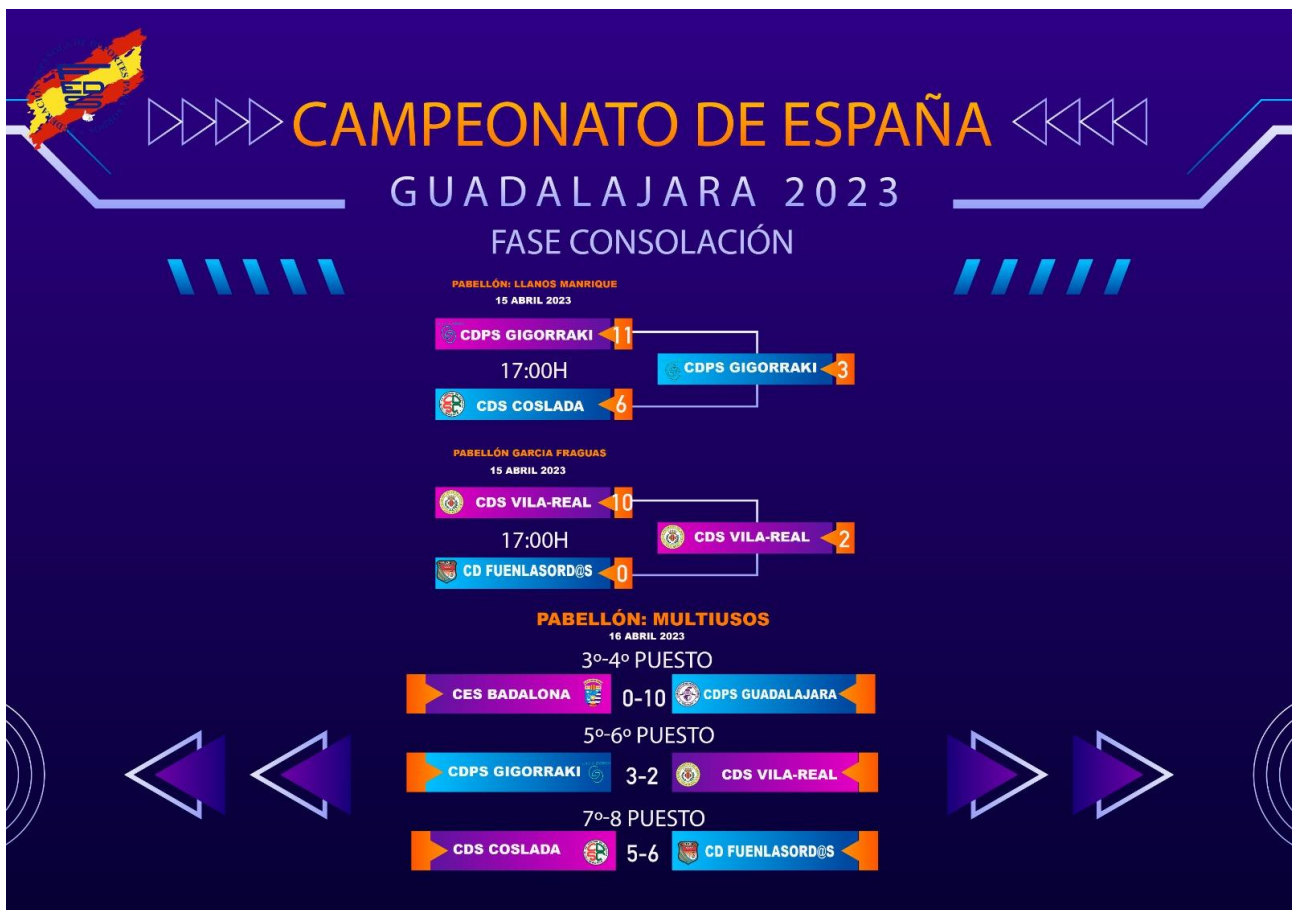 FEDS
CAMPEONATO DE ESPAÑA
GUADALAJARA 2023
FASE CONSOLACIÓN
PABELLÓN: LLANOS MANRIQUE
15 ABRIL 2023
CDPS GIGORRAKI 11
17:00H
CDPS GIGORRAKI 3
CDS COSLADA 6
PABELLÓN GARCIA FRAGUAS
15 ABRIL 2023
CDS VILA-REAL 10
17:00H
CDS VILA-REAL 2
CD FUENLASORD@S 0
PABELLÓN: MULTIUSOS
16 ABRIL 2023
3º-4º PUESTO
CES BADALONA 0-10 CDPS GUADALAJARA
5º-6º PUESTO
CDPS GIGORRAKI 3-2 CDS VILA-REAL
7º-8 PUESTO
CDS COSLADA 5-6 CD FUENLASORD@S